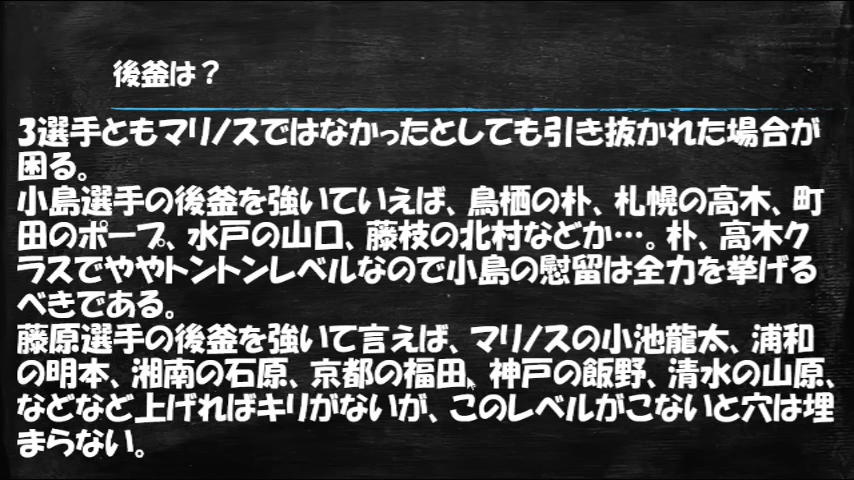 後釜は？
3選手ともマリノスではなかったとしても引き抜かれた場合が
困る。
小島選手の後釜を強いていえば、鳥栖の朴、札幌の高木、町
田のポープ、水戸の山口、藤枝の北村などか…。朴、高木ク
ラスでややトントンレベルなので小島の慰留は全力を挙げる
べきである。
藤原選手の後釜を強いて言えば、マリノスの小池龍太、浦和
の明本、湘南の石原、京都の福田、神戸の飯野、清水の山原、
などなど上げればキリがないが、このレベルがこないと穴は埋
まらない。